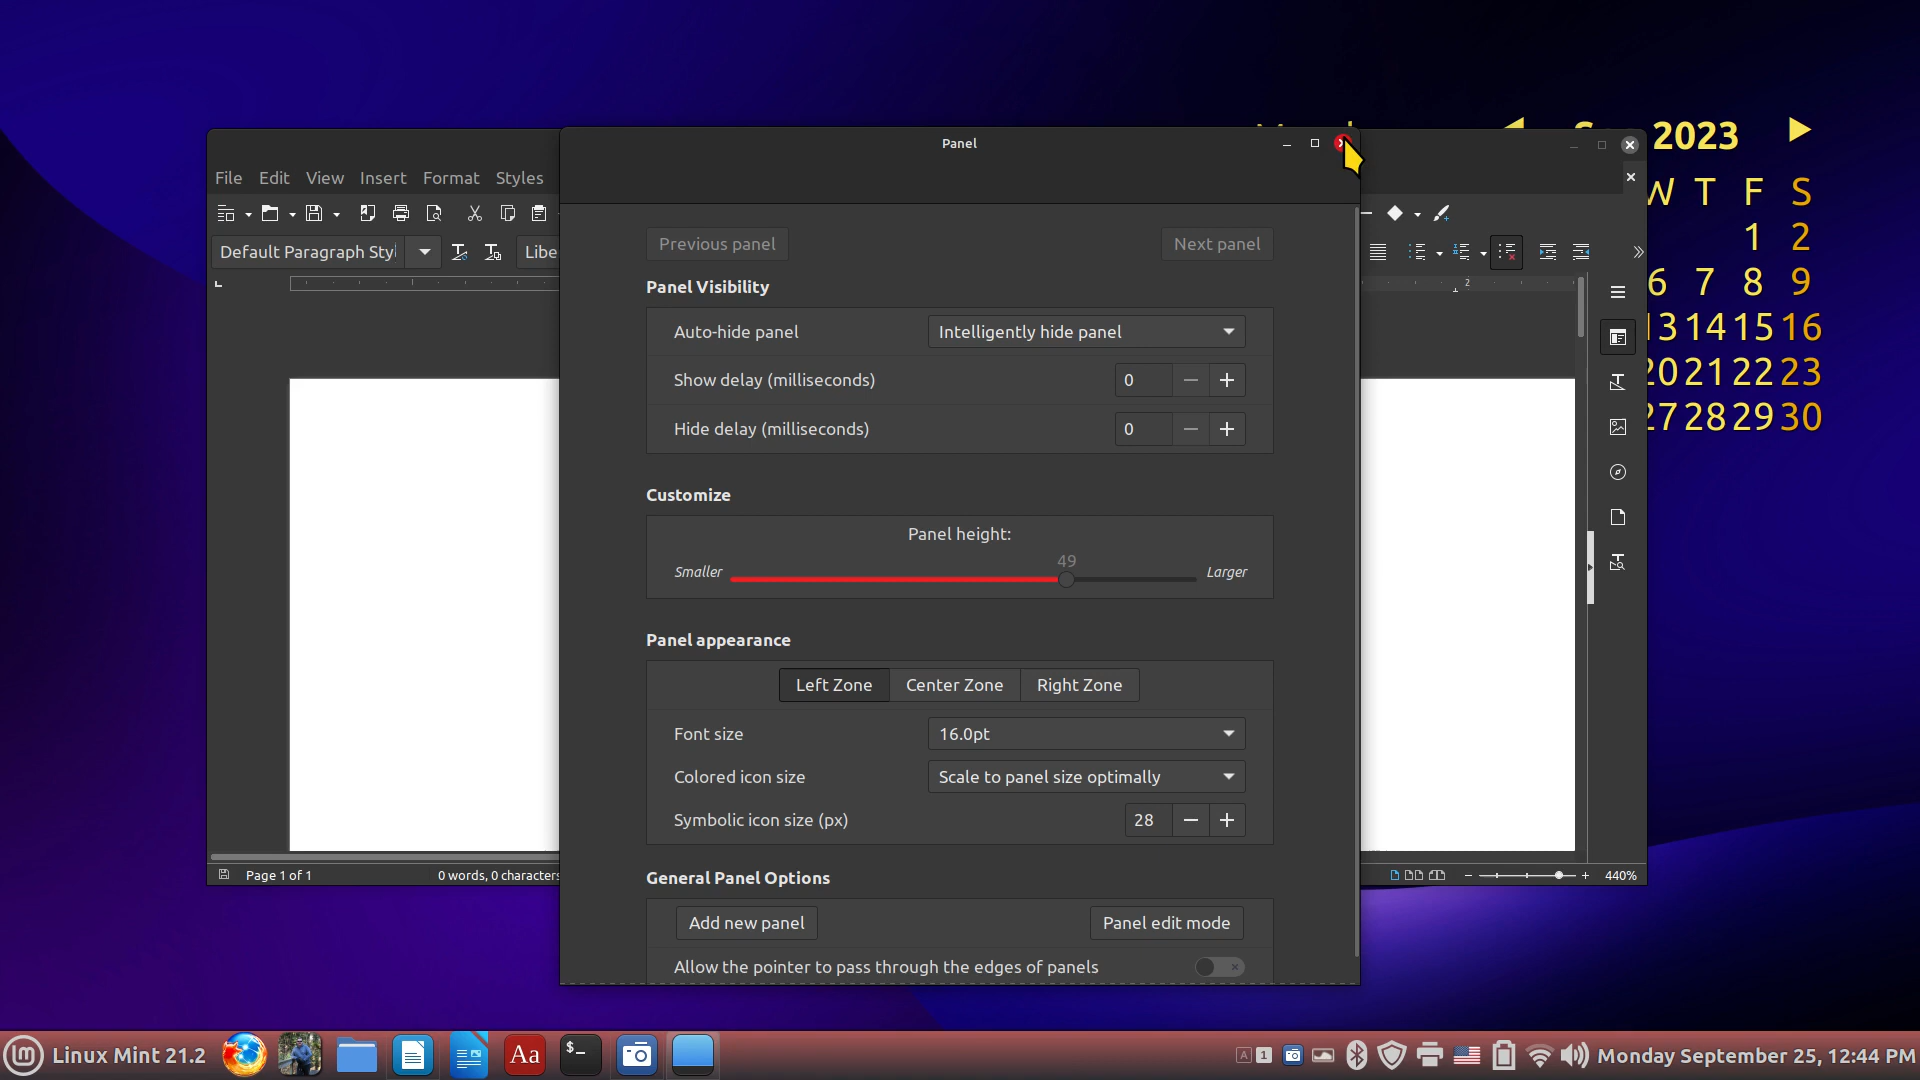 Panel
2023
File Edit View Insert Format Styles
W T F S
1 2
Default Paragraph Styl
Libe
Previous panel
Next panel
6 7 8 9
Panel Visibility
2
Auto-hide panel
Intelligently hide panel
13 14 15 16
Show delay (milliseconds)
0
20 21 22 23
Hide delay (milliseconds)
0
27 28 29 30
Customize
Panel height:
49
Smaller
Larger
Panel appearance
Left Zone Center Zone Right Zone
Font size
16.0pt
Colored icon size
Scale to panel size optimally
Symbolic icon size (px)
28
Page 1 of 1
0 words, 0 characters
440%
General Panel Options
Add new panel
Panel edit mode
Allow the pointer to pass through the edges of panels
Linux Mint 21.2
Aa
$_
A 1
Monday September 25, 12:44 PM